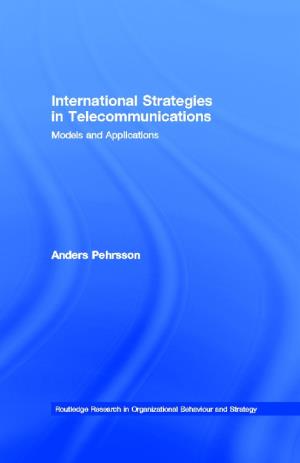 International Strategies
in Telecommunications
Models and Applications
Anders Pehrsson
Routledge Research in Organizational Behaviour and Strategy